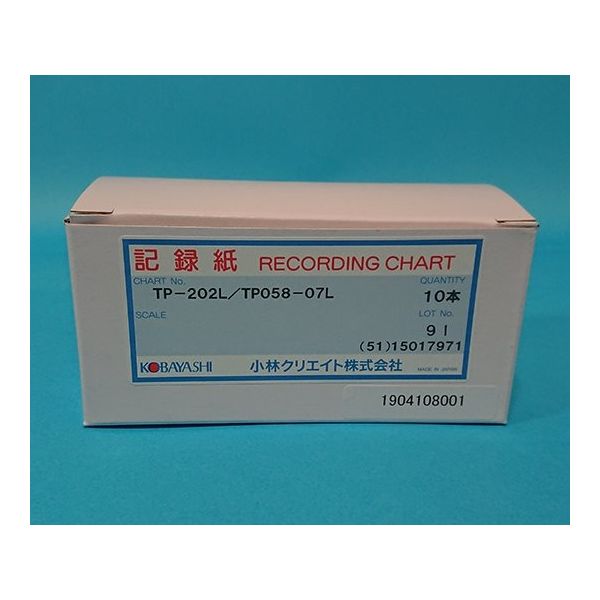 記録紙 RECORDING CHART
CHART No. QUANTITY
TP-202L/TP058-07L 10本
SCALE LOT No.
9I
(51)15017971
KOBAYASHI 小林クリエイト株式会社 MADE IN JAPAN
1904108001